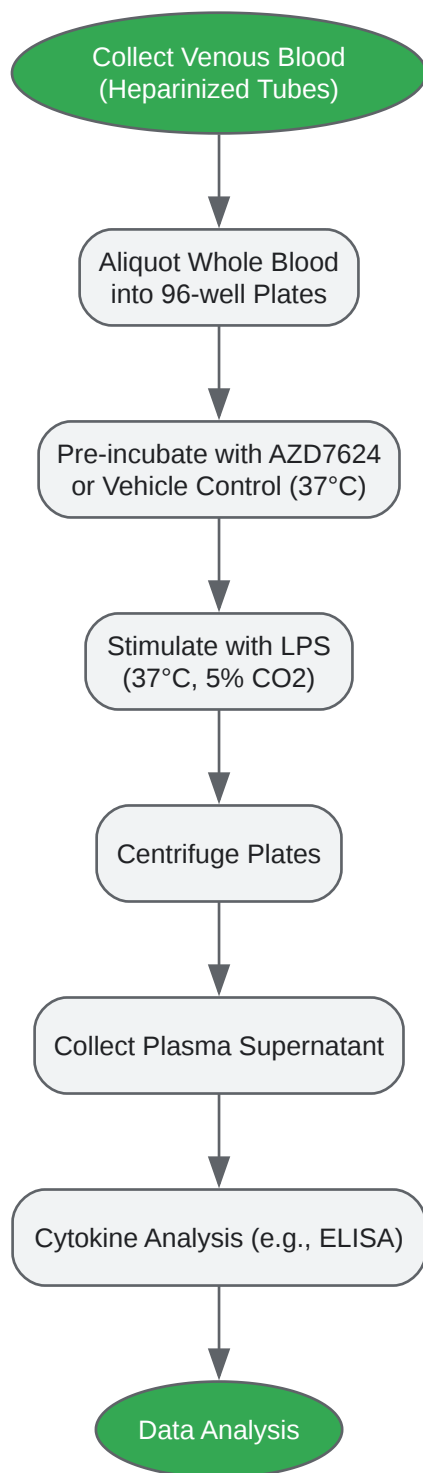 Collect Venous Blood
(Heparinized Tubes)
Aliquot Whole Blood
into 96-well Plates
Pre-incubate with AZD7624
or Vehicle Control (37°C)
Stimulate with LPS
(37°C, 5% CO2)
Centrifuge Plates
Collect Plasma Supernatant
Cytokine Analysis (e.g., ELISA)
Data Analysis